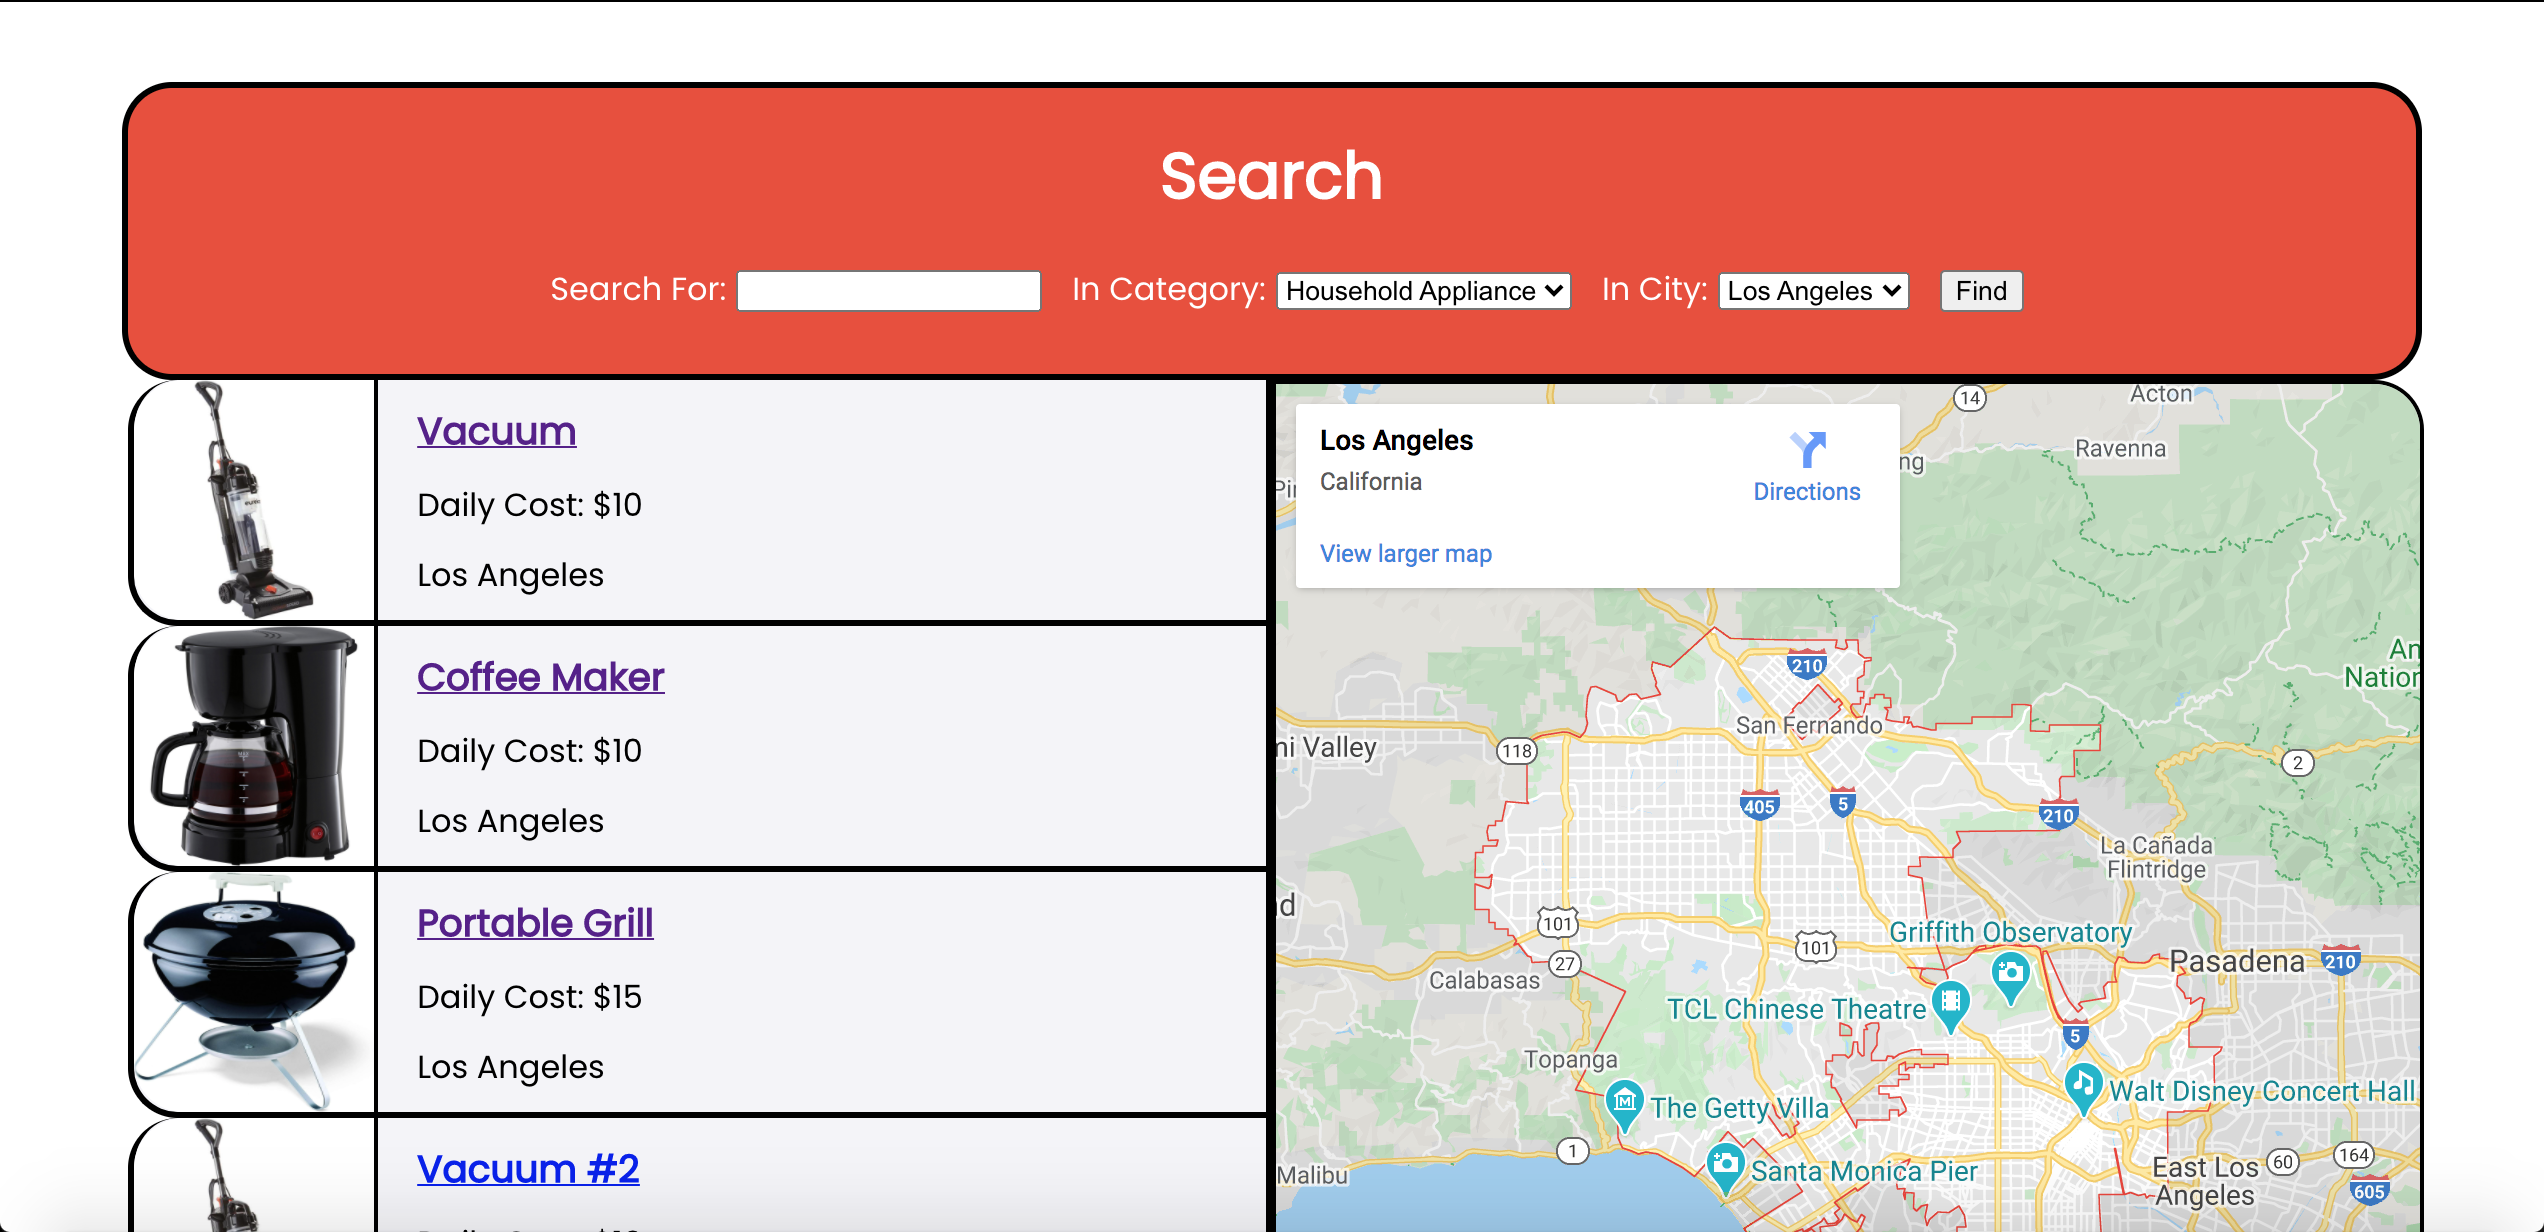 Search
Search For: In Category: Household Appliance In City: Los Angeles Find
Vacuum
Daily Cost: $10
Los Angeles
Coffee Maker
Daily Cost: $10
Los Angeles
Portable Grill
Daily Cost: $15
Los Angeles
Vacuum #2
Los Angeles
California
Directions
View larger map
14
Acton
Ravenna
ng
Pi
An
Nation
210
San Fernando
ni Valley
118
2
405
5
210
La Cañada
Flintridge
d
101
101
Griffith Observatory
27
Pasadena
210
Calabasas
TCL Chinese Theatre
5
Topanga
Walt Disney Concert Hall
The Getty Villa
1
Malibu
Santa Monica Pier
East Los
Angeles
60
164
605